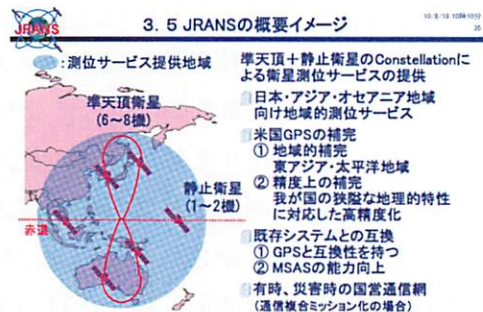 JRANS
3. 5 JRANSの概要イメージ
35
:測位サービス提供地域
準天頂衛星
(6~8機)
静止衛星
(1~2機)
赤道
準天頂+静止衛星のConstellationに
よる衛星測位サービスの提供
日本・アジア・オセアニア地域
向け地域的測位サービス
米国GPSの補完
① 地域的補完
東アジア・太平洋地域
② 精度上の補完
我が国の狭隘な地理的特性
に対応した高精度化
既存システムとの互換
① GPSと互換性を持つ
② MSASの能力向上
有時、災害時の国営通信網
(通信複合ミッション化の場合)